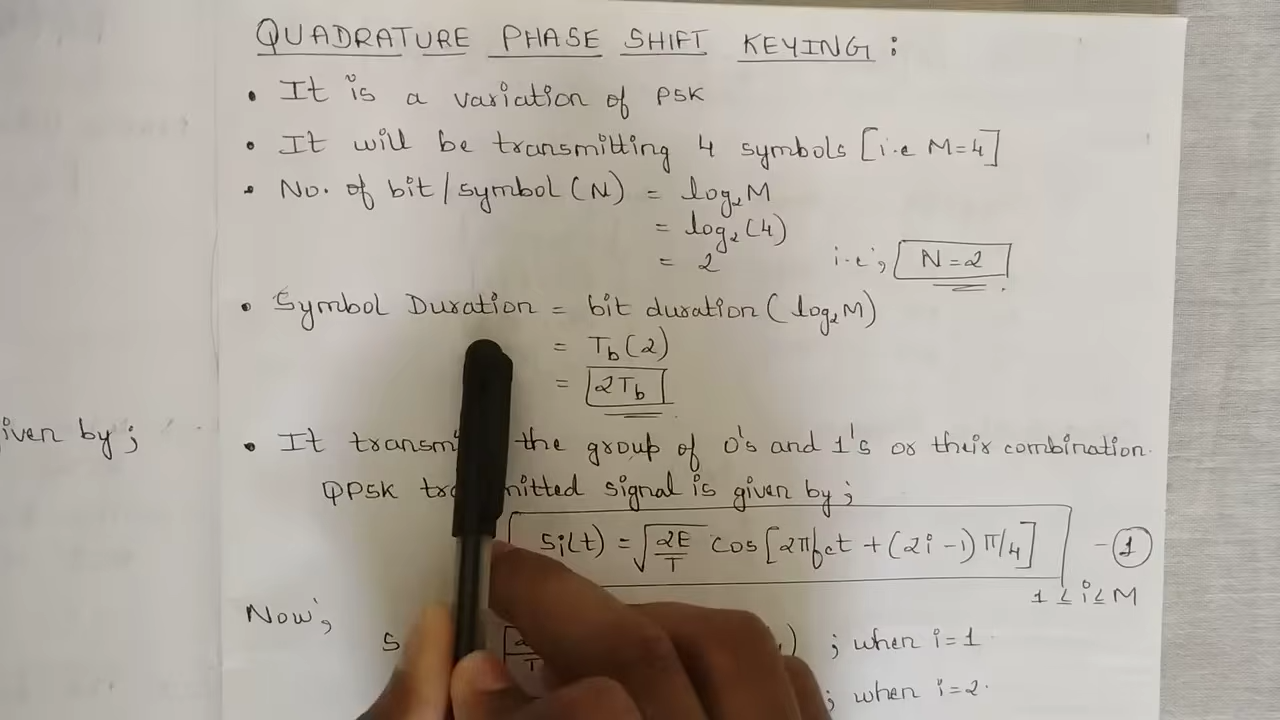 QUADRATURE PHASE SHIFT KEYING :
• It is a variation of PSK
• It will be transmitting 4 symbols [i.e M=4]
• No. of bit/symbol (N) = log₂M
= log₂(4)
= 2 i.e; N=2
• Symbol Duration = bit duration (log₂M)
= Tb(2)
= 2Tb
iven by;
• It the group of 0's and 1's or their combination.
QPSK signal is given by;
Si(t) = √2E/T cos[2πfct + (2i-1)π/4] - 1
1 ≤ i ≤ M
Now;
S ; when i=1
; when i=2.